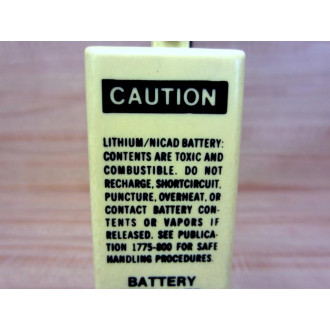 CAUTION
LITHIUM/NICAD BATTERY:
CONTENTS ARE TOXIC AND
COMBUSTIBLE. DO NOT
RECHARGE, SHORTCIRCUIT,
PUNCTURE, OVERHEAT, OR
CONTACT BATTERY CON-
TENTS OR VAPORS IF
RELEASED. SEE PUBLICA-
TION 1775-800 FOR SAFE
HANDLING PROCEDURES.
BATTERY